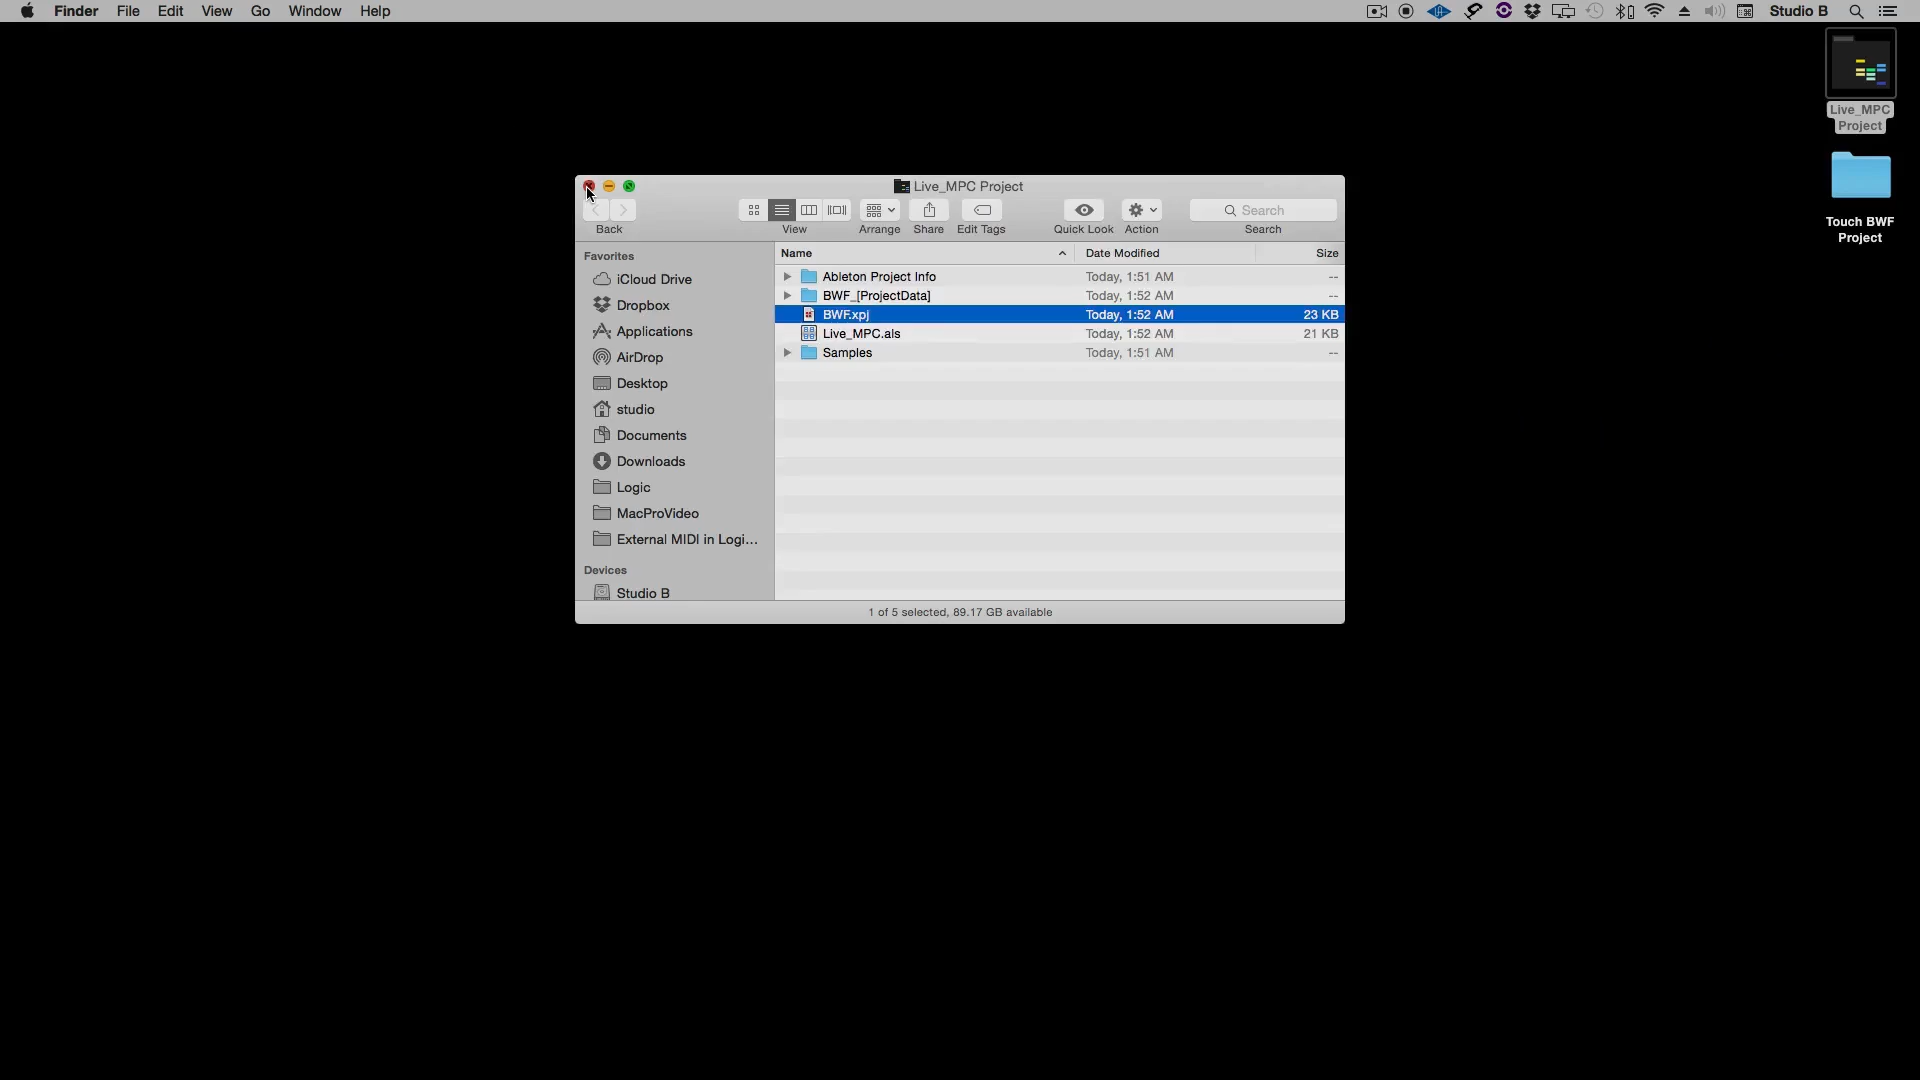 Finder File Edit View Go Window Help Studio B
Live_MPC
Project
Touch BWF
Project
Live_MPC Project
Search
Back View Arrange Share Edit Tags Quick Look Action Search
Favorites
iCloud Drive
Dropbox
Applications
AirDrop
Desktop
studio
Documents
Downloads
Logic
MacProVideo
External MIDI in Logi...
Devices
Studio B
Name Date Modified Size
Ableton Project Info Today, 1:51 AM --
BWF_[ProjectData] Today, 1:52 AM --
BWF.xpj Today, 1:52 AM 23 KB
Live_MPC.als Today, 1:52 AM 21 KB
Samples Today, 1:51 AM --
1 of 5 selected, 89.17 GB available